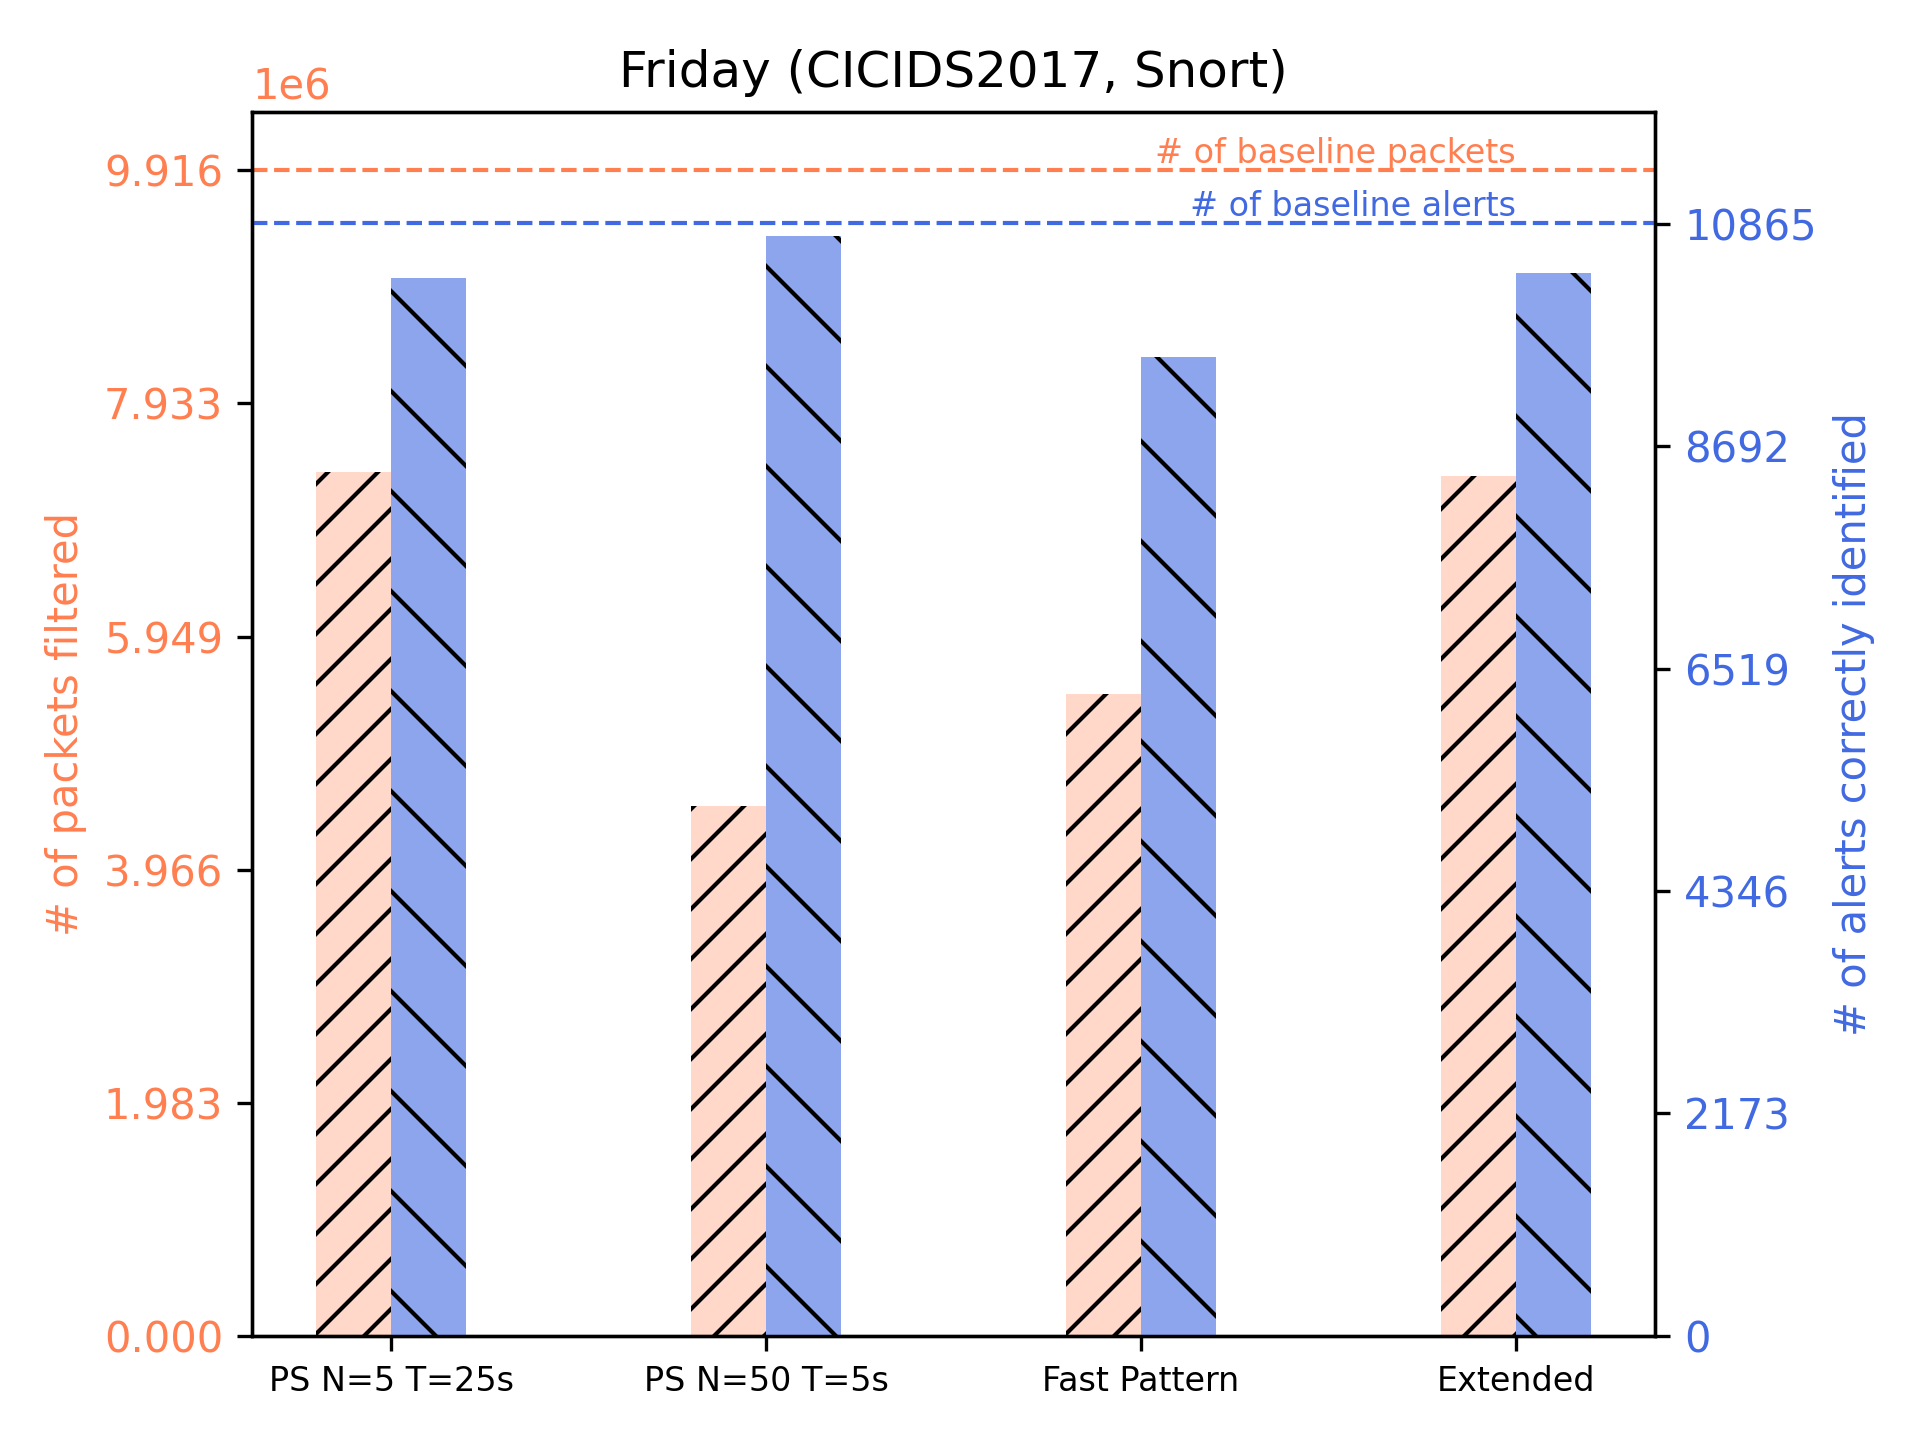 Friday (CICIDS2017, Snort)
1e6
# of baseline packets
# of baseline alerts
9.916
7.933
5.949
3.966
1.983
0.000
# of packets filtered
10865
8692
6519
4346
2173
0
# of alerts correctly identified
PS N=5 T=25s
PS N=50 T=5s
Fast Pattern
Extended